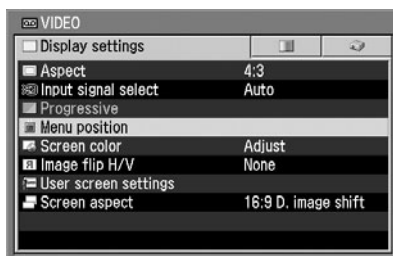 VIDEO
Display settings
Aspect 4:3
Input signal select Auto
Progressive
Menu position
Screen color Adjust
Image flip H/V None
User screen settings
Screen aspect 16:9 D. image shift